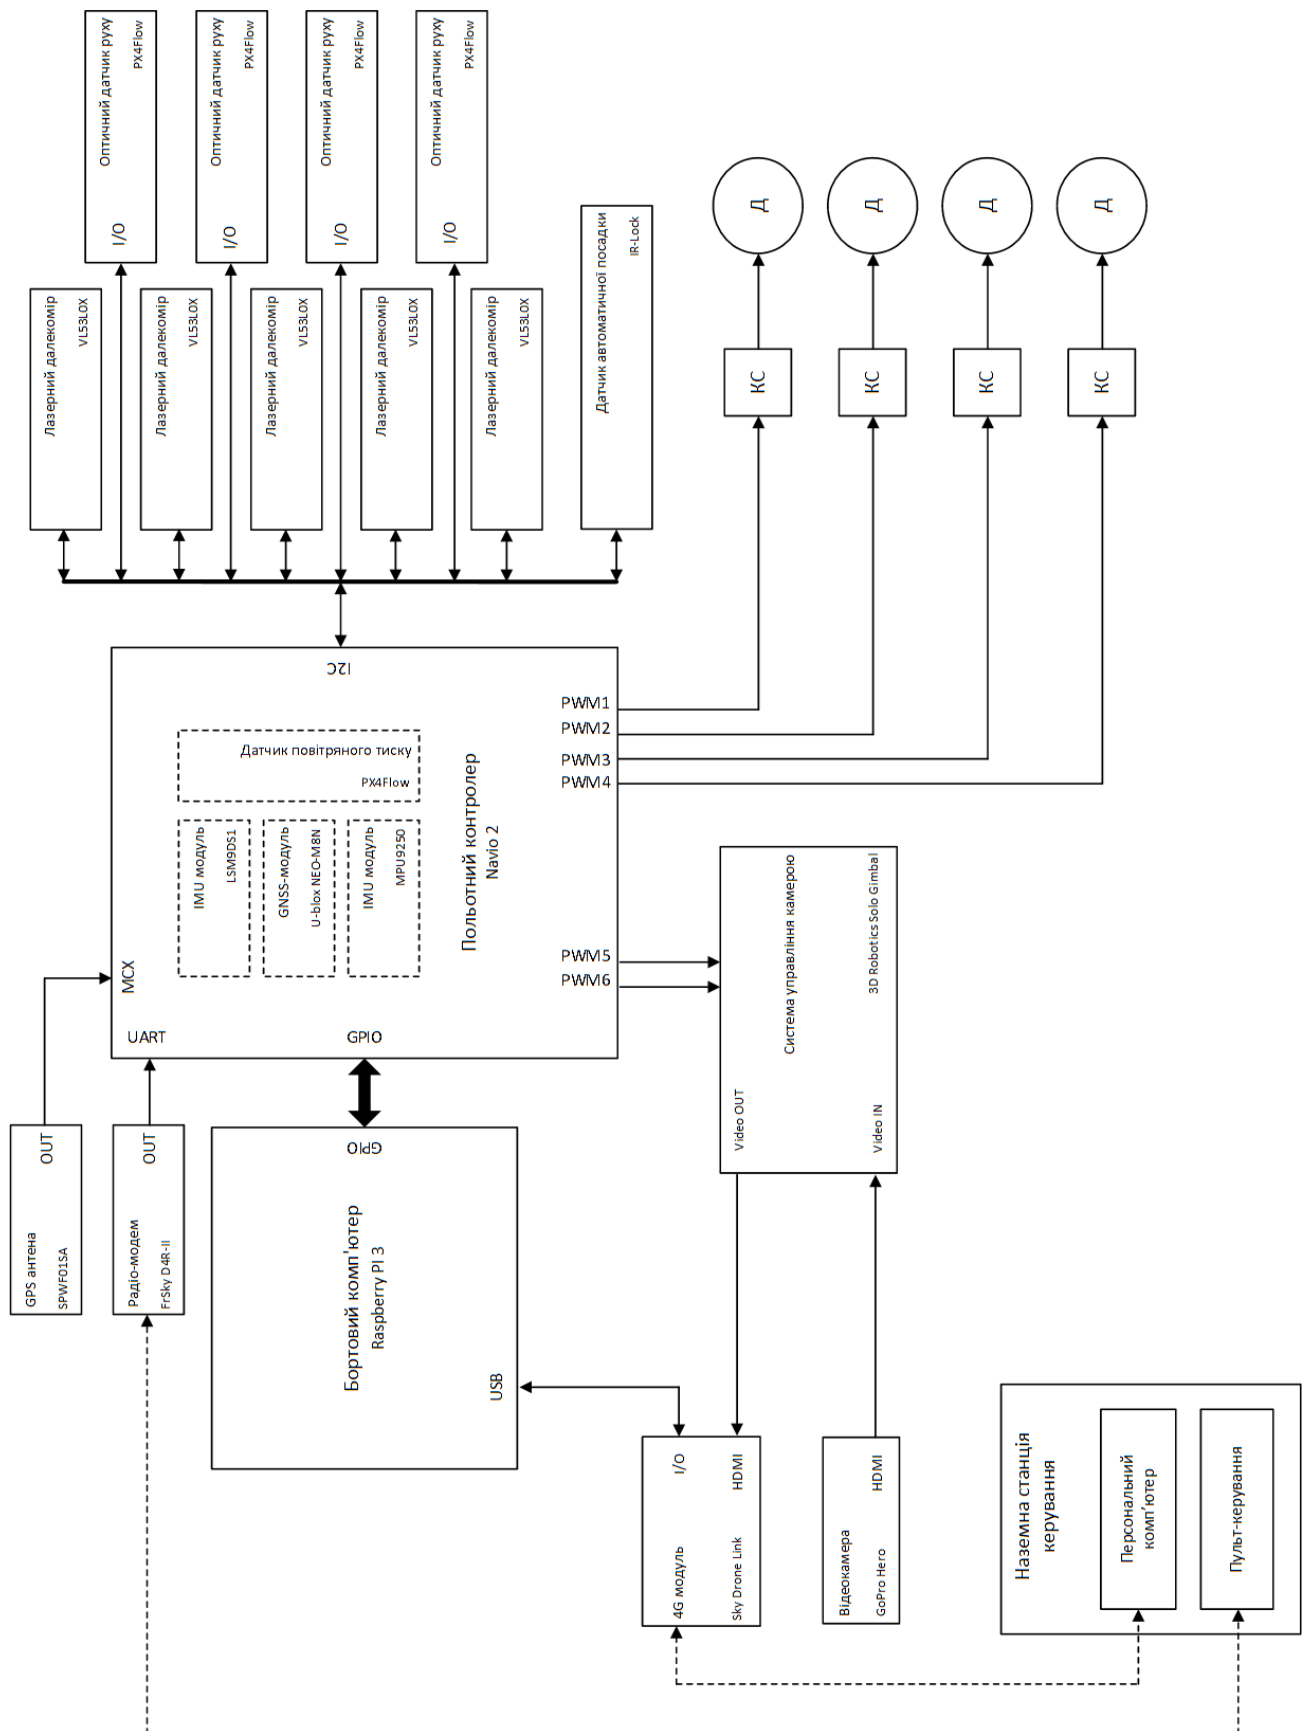 Оптичний датчик руху
PX4Flow
I/O
Оптичний датчик руху
PX4Flow
I/O
Оптичний датчик руху
PX4Flow
I/O
Оптичний датчик руху
PX4Flow
I/O
Лазерний далекомір
VL53L0X
Лазерний далекомір
VL53L0X
Лазерний далекомір
VL53L0X
Лазерний далекомір
VL53L0X
Лазерний далекомір
VL53L0X
Датчик автоматичної посадки
IR-Lock
Д
Д
Д
Д
КС
КС
КС
КС
I2C
PWM1
PWM2
PWM3
PWM4
PWM5
PWM6
Датчик повітряного тиску
PX4Flow
IMU модуль
LSM9DS1
GNSS-модуль
U-blox NEO-M8N
IMU модуль
MPU9250
Польотний контролер
Navio 2
MCX
UART
GPIO
Система управління камерою
3D Robotics Solo Gimbal
Video OUT
Video IN
OUT
GPS антена
SPWF01SA
OUT
Радіо-модем
FrSky D4R-II
GPIO
Бортовий комп'ютер
Raspberry PI 3
USB
I/O
HDMI
4G модуль
Sky Drone Link
HDMI
Відеокамера
GoPro Hero
Наземна станція
керування
Персональний
комп'ютер
Пульт-керування